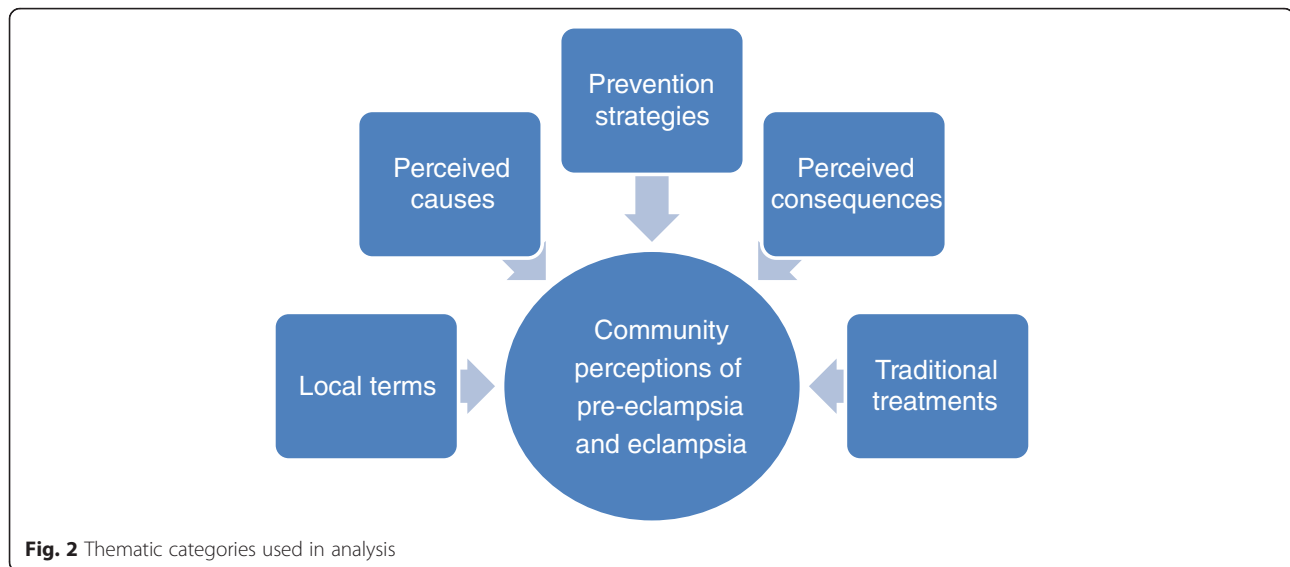 Prevention
strategies
Perceived
causes
Perceived
consequences
Local terms
Community
perceptions of
pre-eclampsia
and eclampsia
Traditional
treatments
Fig. 2 Thematic categories used in analysis